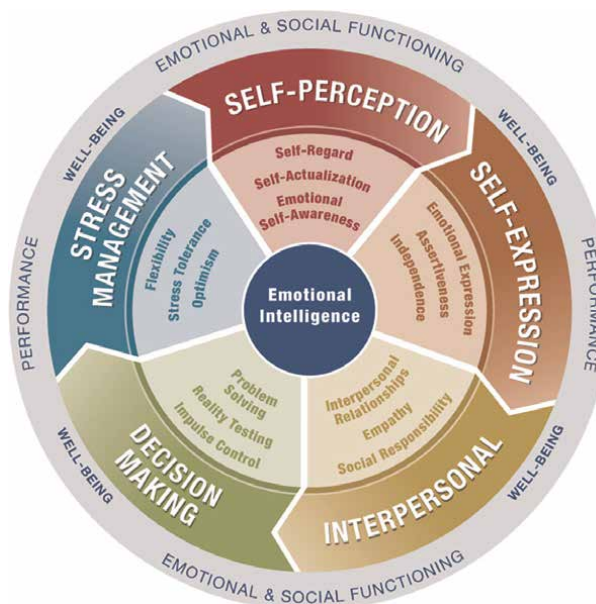 EMOTIONAL & SOCIAL FUNCTIONING
WELL-BEING
WELL-BEING
SELF-PERCEPTION
Self-Regard
Self-Actualization
Emotional
Self-Awareness
STRESS
MANAGEMENT
Flexibility
Stress Tolerance
Optimism
SELF-EXPRESSION
Emotional Expression
Assertiveness
Independence
PERFORMANCE
PERFORMANCE
Emotional
Intelligence
Problem
Solving
Reality Testing
Impulse Control
DECISION
MAKING
Interpersonal
Relationships
Empathy
Social Responsibility
INTERPERSONAL
WELL-BEING
WELL-BEING
EMOTIONAL & SOCIAL FUNCTIONING